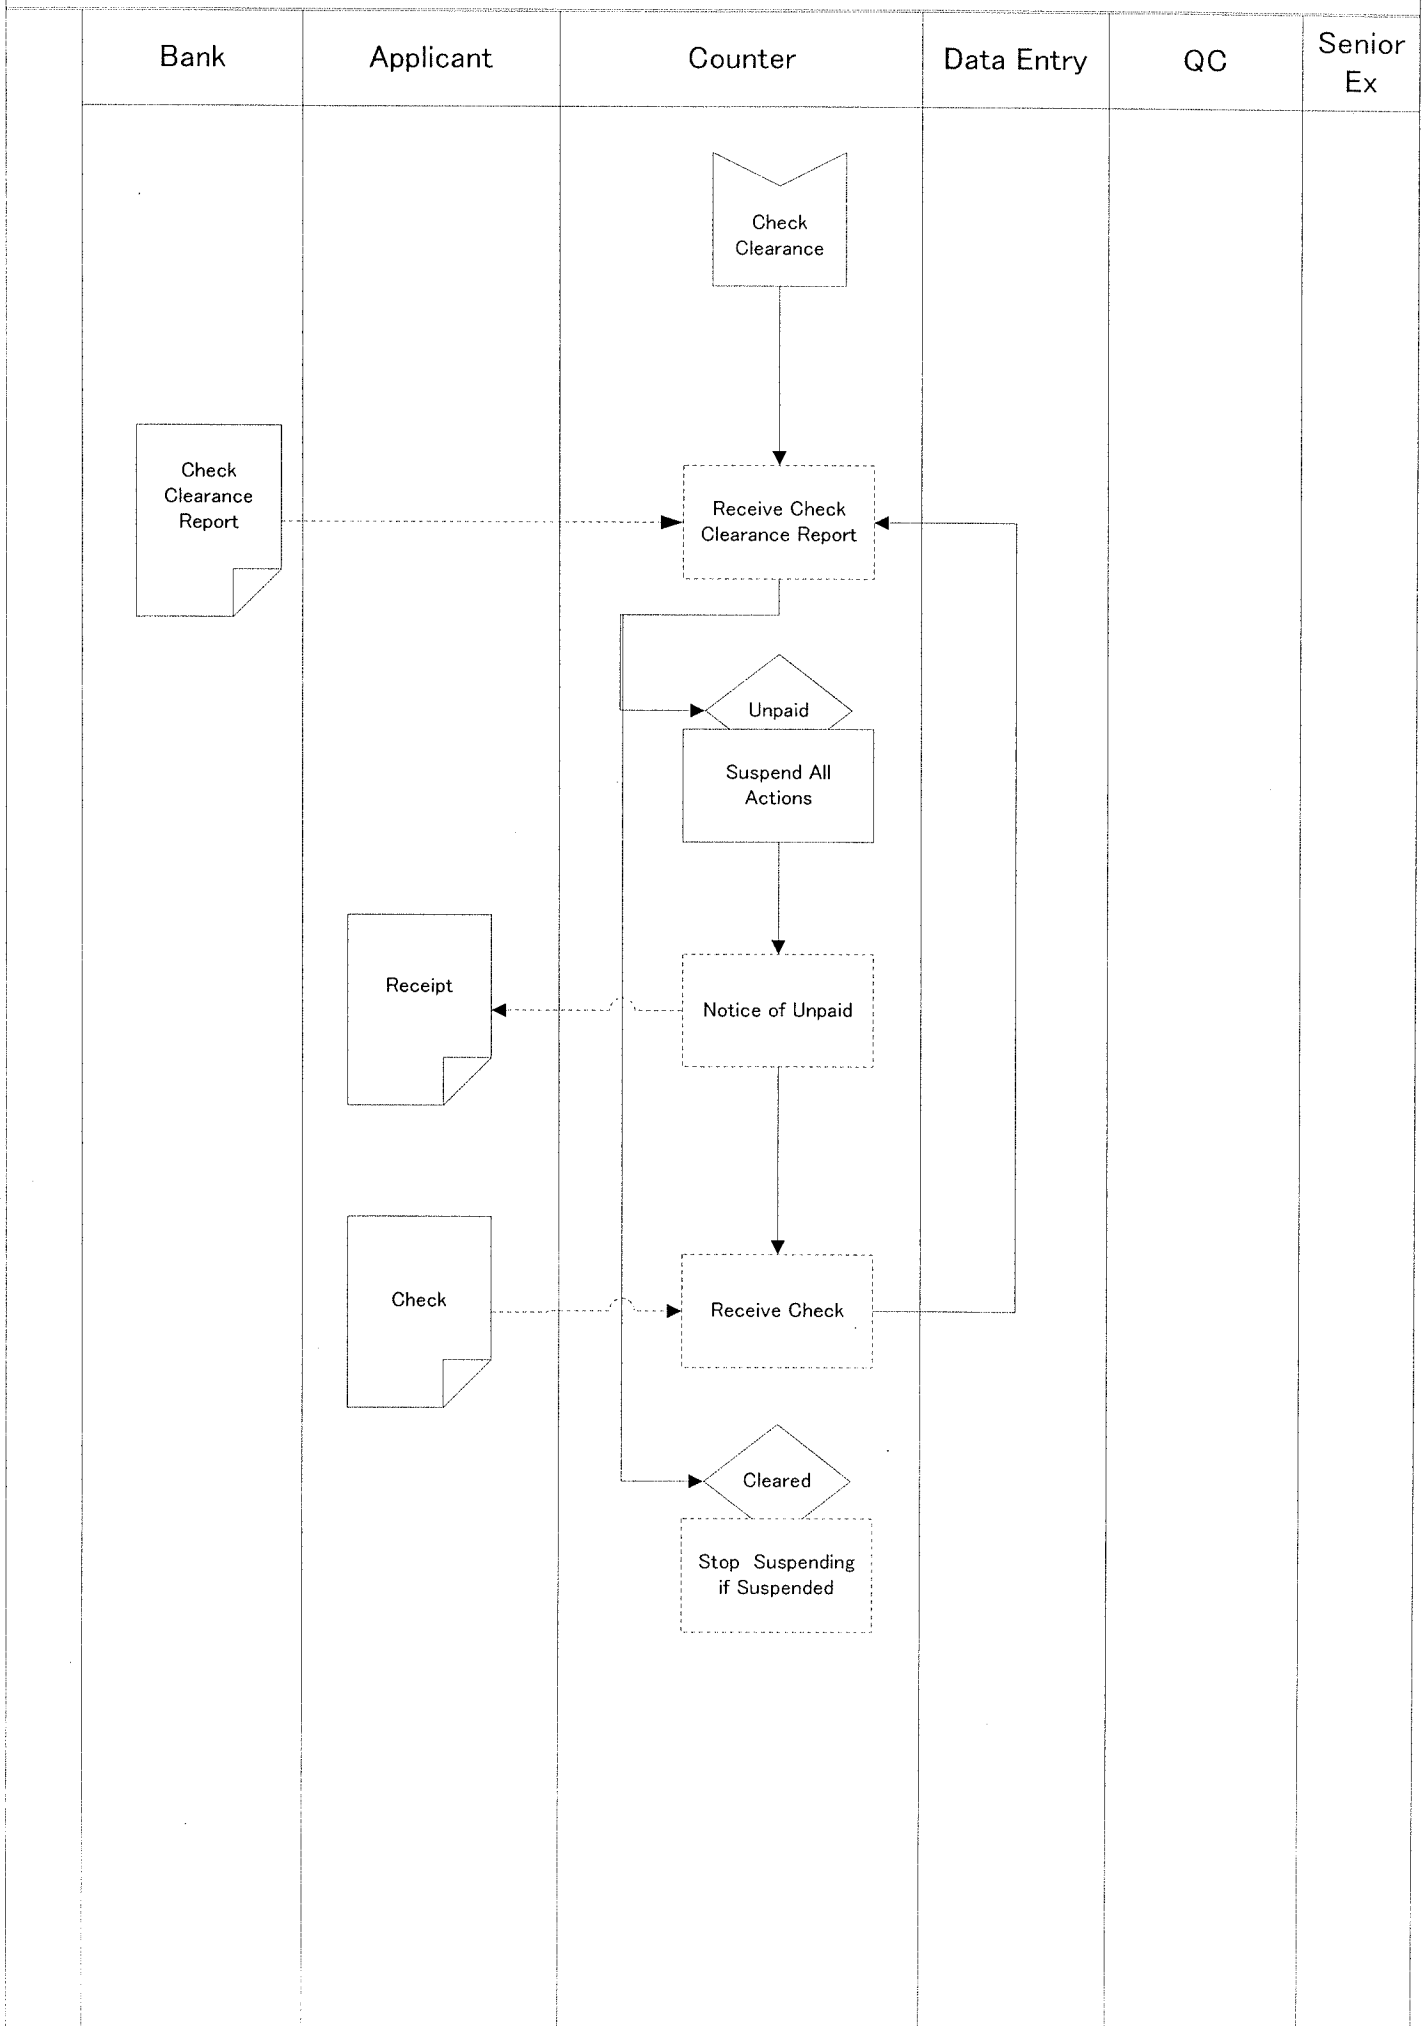 Bank
Applicant
Counter
Data Entry
QC
Senior
Ex
Check
Clearance
Check
Clearance
Report
Receive Check
Clearance Report
Unpaid
Suspend All
Actions
Receipt
Notice of Unpaid
Check
Receive Check
Cleared
Stop Suspending
if Suspended